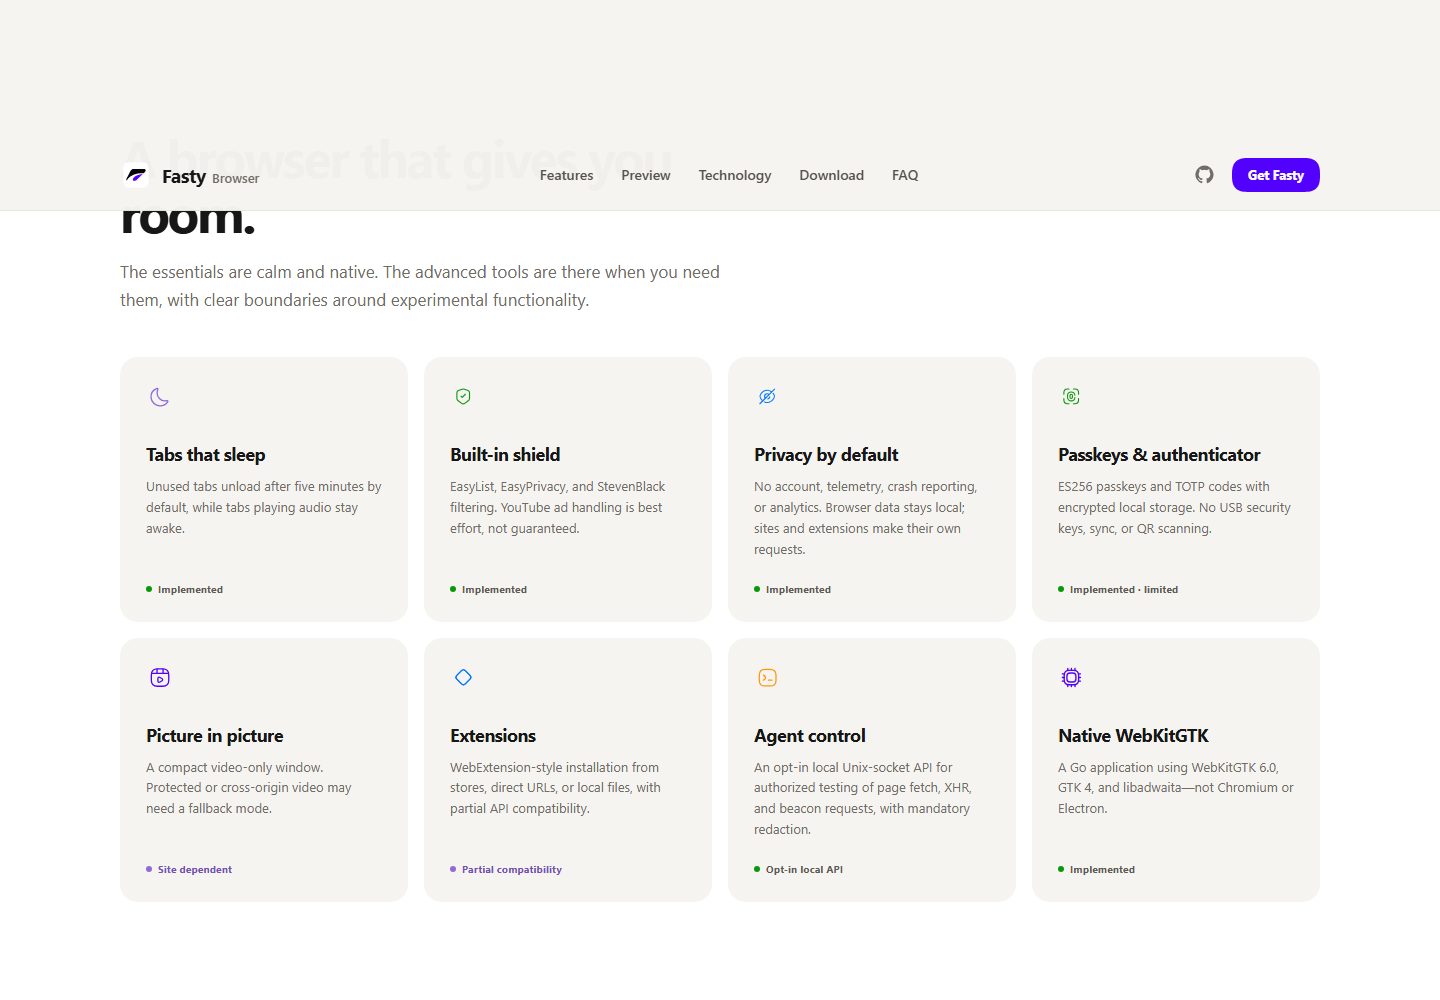 A browser that gives you
Fasty Browser
Features
Preview
Technology
Download
FAQ
Get Fasty
room.
The essentials are calm and native. The advanced tools are there when you need
them, with clear boundaries around experimental functionality.
Tabs that sleep
Unused tabs unload after five minutes by
default, while tabs playing audio stay
awake.
Implemented
Built-in shield
EasyList, EasyPrivacy, and StevenBlack
filtering. YouTube ad handling is best
effort, not guaranteed.
Implemented
Privacy by default
No account, telemetry, crash reporting,
or analytics. Browser data stays local;
sites and extensions make their own
requests.
Implemented
Passkeys & authenticator
ES256 passkeys and TOTP codes with
encrypted local storage. No USB security
keys, sync, or QR scanning.
Implemented · limited
Picture in picture
A compact video-only window.
Protected or cross-origin video may
need a fallback mode.
Site dependent
Extensions
WebExtension-style installation from
stores, direct URLs, or local files, with
partial API compatibility.
Partial compatibility
Agent control
An opt-in local Unix-socket API for
authorized testing of page fetch, XHR,
and beacon requests, with mandatory
redaction.
Opt-in local API
Native WebKitGTK
A Go application using WebKitGTK 6.0,
GTK 4, and libadwaita—not Chromium or
Electron.
Implemented